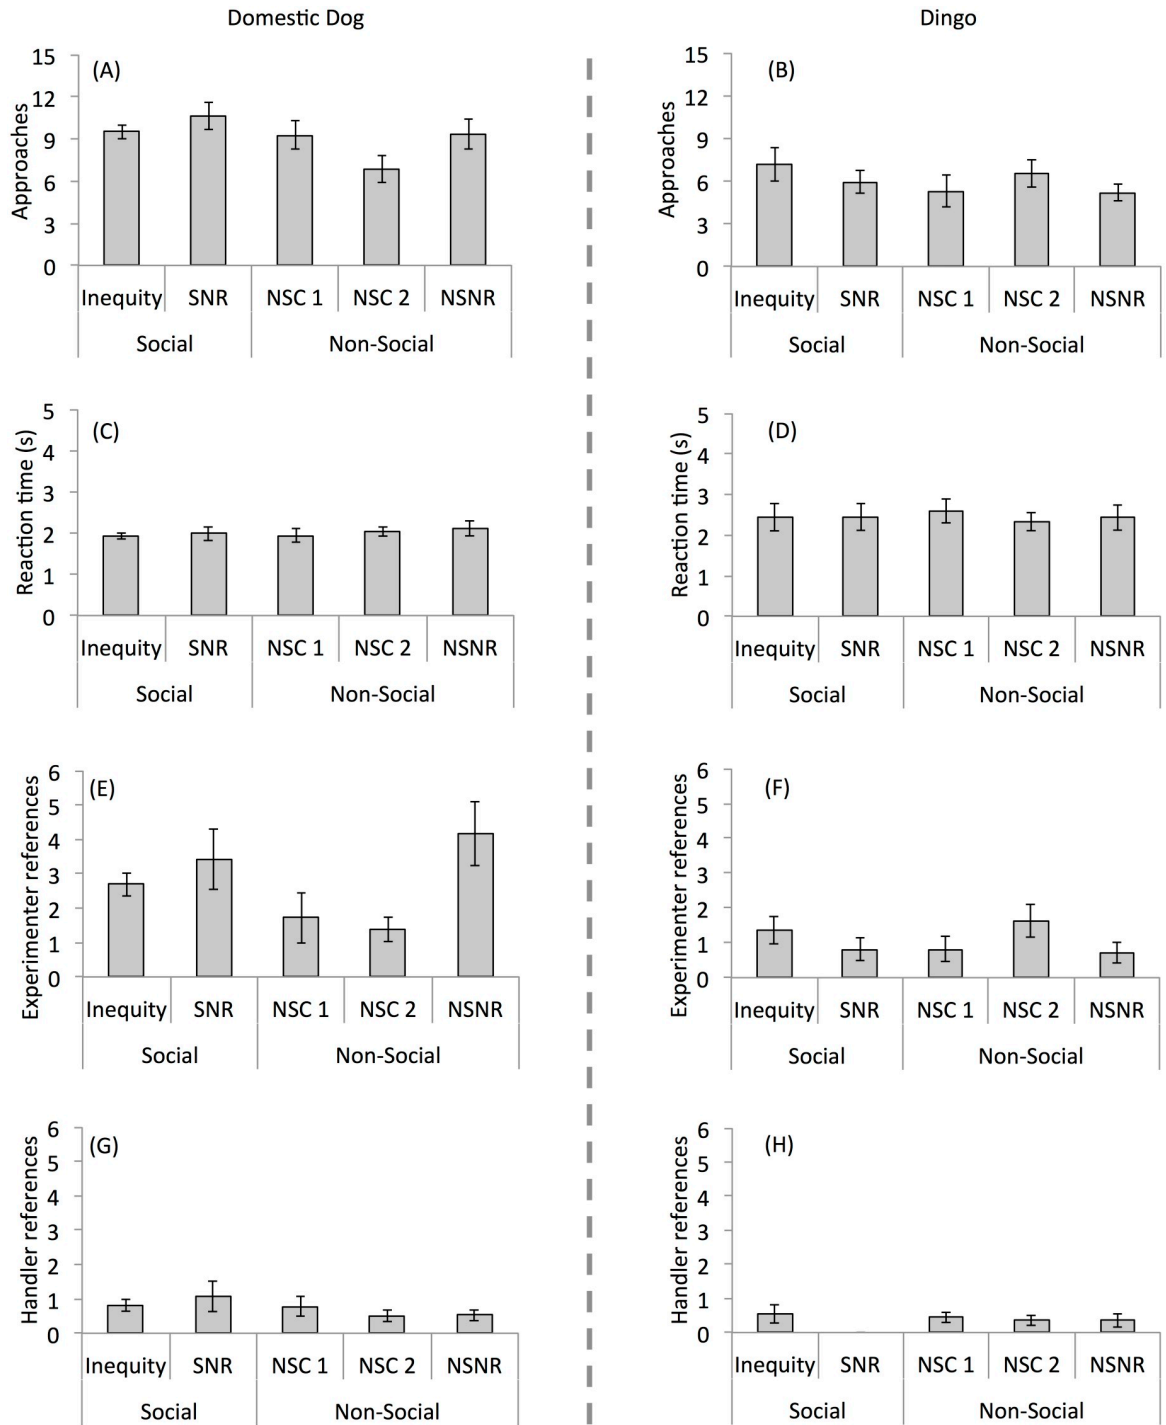 Domestic Dog
Dingo
(A)
Approaches
15
12
9
6
3
0
Inequity SNR NSC 1 NSC 2 NSNR
Social Non-Social
(B)
Approaches
15
12
9
6
3
0
Inequity SNR NSC 1 NSC 2 NSNR
Social Non-Social
(C)
Reaction time (s)
5
4
3
2
1
0
Inequity SNR NSC 1 NSC 2 NSNR
Social Non-Social
(D)
Reaction time (s)
5
4
3
2
1
0
Inequity SNR NSC 1 NSC 2 NSNR
Social Non-Social
(E)
Experimenter references
6
5
4
3
2
1
0
Inequity SNR NSC 1 NSC 2 NSNR
Social Non-Social
(F)
Experimenter references
6
5
4
3
2
1
0
Inequity SNR NSC 1 NSC 2 NSNR
Social Non-Social
(G)
Handler references
6
5
4
3
2
1
0
Inequity SNR NSC 1 NSC 2 NSNR
Social Non-Social
(H)
Handler references
6
5
4
3
2
1
0
Inequity SNR NSC 1 NSC 2 NSNR
Social Non-Social